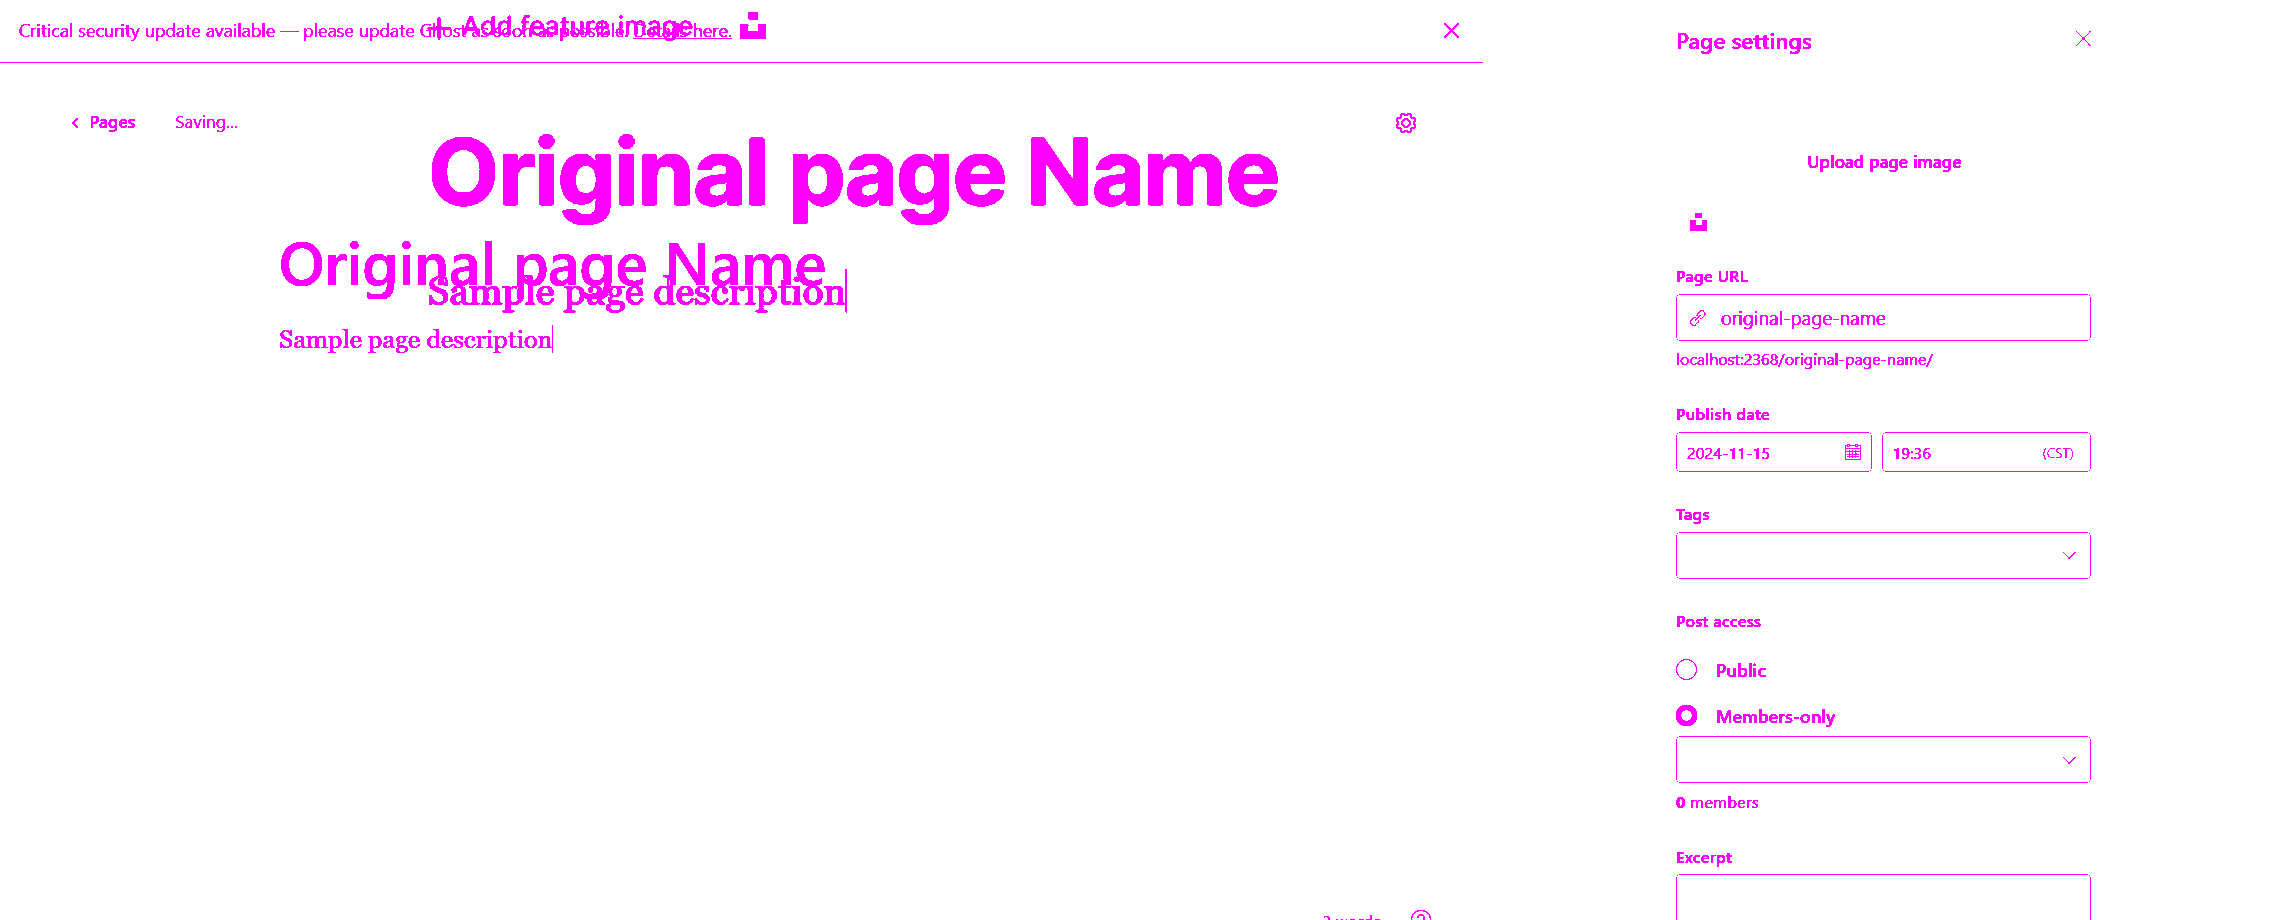 Critical security update available — please update Ghost as soon as possible. Details here.
+ Add feature image
Pages
Saving...
Original page Name
Original page Name
Sample page description
Sample page description
Page settings
Upload page image
Page URL
original-page-name
localhost:2368/original-page-name/
Publish date
2024-11-15
19:36 (CST)
Tags
Post access
Public
Members-only
0 members
Excerpt